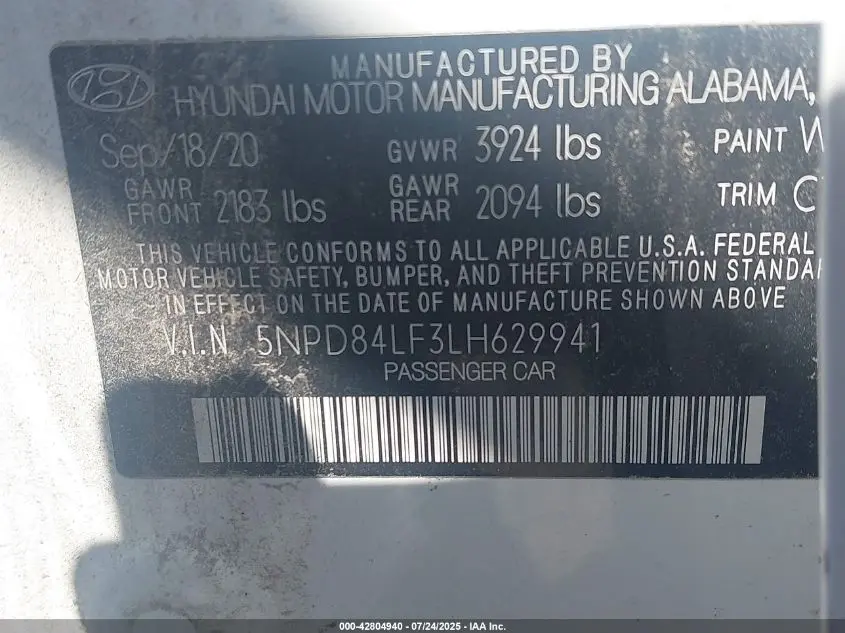 MANUFACTURED BY
HYUNDAI MOTOR MANUFACTURING ALABAMA,
Sep/18/20 GVWR 3924 lbs PAINT W
GAWR FRONT 2183 lbs GAWR REAR 2094 lbs TRIM
THIS VEHICLE CONFORMS TO ALL APPLICABLE U.S.A. FEDERAL
MOTOR VEHICLE SAFETY, BUMPER, AND THEFT PREVENTION STANDA
IN EFFECT ON THE DATE OF MANUFACTURE SHOWN ABOVE
V.I.N 5NPD84LF3LH629941
PASSENGER CAR
000-42804940 - 07/24/2025 - IAA Inc.